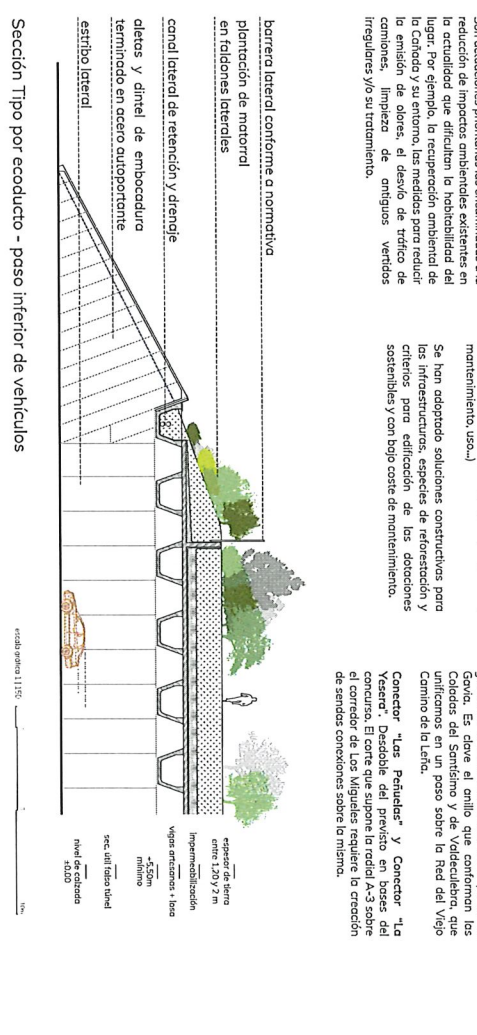 reducción de impactos ambientales existentes en
la actualidad que dificultan la habitabilidad del
lugar. Por ejemplo, la recuperación ambiental de
la Cañada y su entorno, las medidas para reducir
la emisión de olores, el desvío de tráfico de
camiones, limpieza de antiguos vertidos
irregulares y/o su tratamiento.
mantenimiento, uso...)
Se han adoptado soluciones constructivas para
las infraestructuras, especies de reforestación y
criterios para edificación de las dotaciones
sostenibles y con bajo coste de mantenimiento.
Gavia. Es clave el anillo que conforman las
Coladas del Santísimo y de Valdeculebra, que
unificamos en un paso sobre la Red del Viejo
Camino de la Leña.
Conector "Las Peñuelas" y Conector "La
Yesera". Desdoble del previsto en bases del
concurso. El corte que supone la radial A-3 sobre
el corredor de Los Migueles requiere la creación
de sendas conexiones sobre la misma.
barrera lateral conforme a normativa
plantación de matorral
en faldones laterales
canal lateral de retención y drenaje
aletas y dintel de embocadura
terminado en acero autoportante
estribo lateral
espesor de tierra
entre 1,20 y 2 m
impermeabilización
vigas artesonas + losa
+5,50m
mínimo
sec. útil falso túnel
nivel de calzada
±0.00
Sección Tipo por ecoducto - paso inferior de vehículos
escala gráfica 1|150